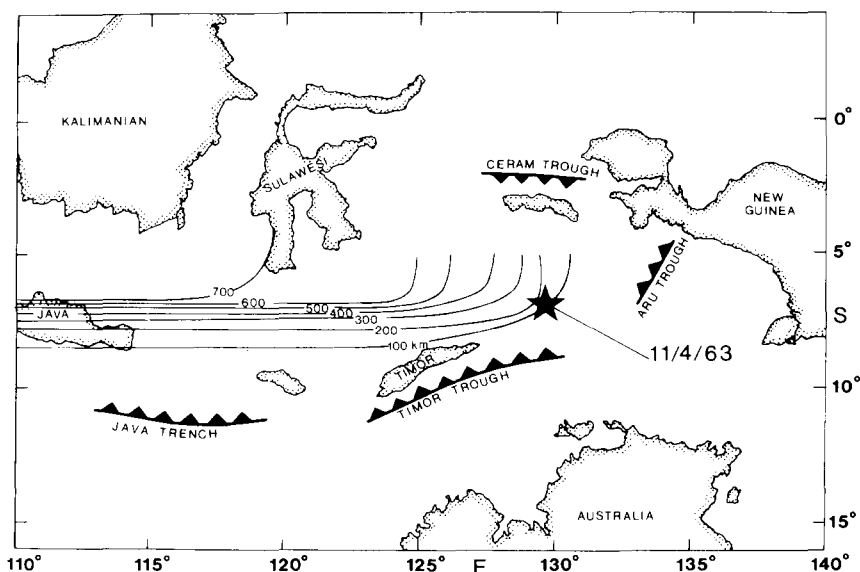 KALIMANIAN
SULAWESI
CERAM TROUGH
NEW
GUINEA
ARU TROUGH
0°
5°
S
10°
15°
700
600
500
400
300
200
100 km
JAVA
TIMOR
TIMOR TROUGH
JAVA TRENCH
11/4/63
AUSTRALIA
110°
115°
120°
125°
E
130°
135°
140°